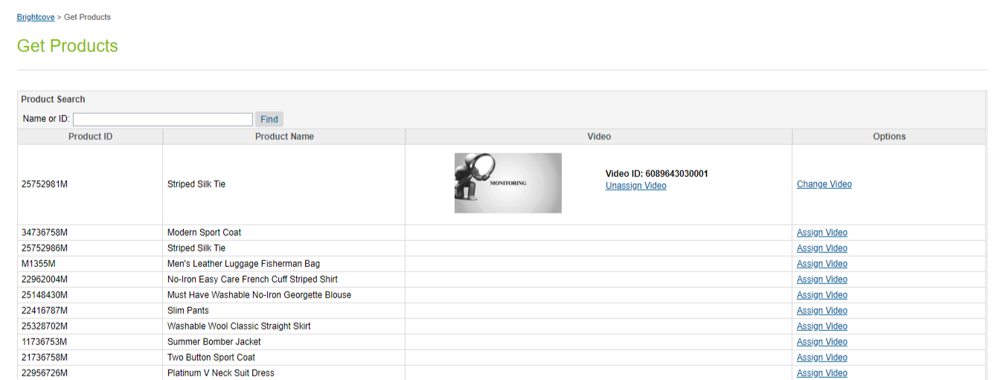 Brightcove > Get Products
Get Products
Product Search
Name or ID: Find
Product ID Product Name Video Options
25752981M Striped Silk Tie MONITORING Video ID: 6089643030001 Change Video
Unassign Video
34736758M Modern Sport Coat Assign Video
25752986M Striped Silk Tie Assign Video
M1355M Men's Leather Luggage Fisherman Bag Assign Video
22962004M No-Iron Easy Care French Cuff Striped Shirt Assign Video
25148430M Must Have Washable No-Iron Georgette Blouse Assign Video
22416787M Slim Pants Assign Video
25328702M Washable Wool Classic Straight Skirt Assign Video
11736753M Summer Bomber Jacket Assign Video
21736758M Two Button Sport Coat Assign Video
22956726M Platinum V Neck Suit Dress Assign Video